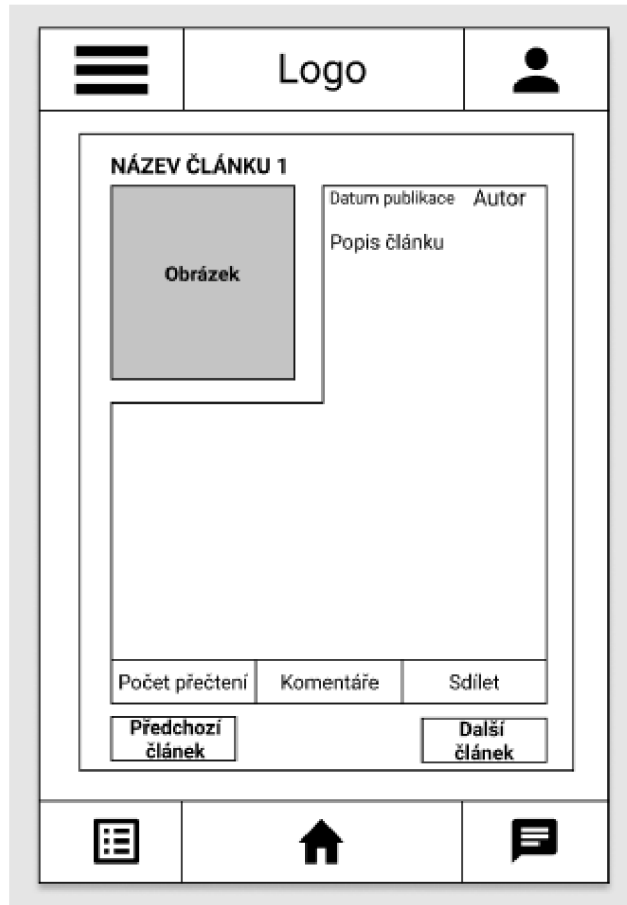 Logo
NÁZEV ČLÁNKU 1
Obrázek
Datum publikace Autor
Popis článku
Počet přečtení Komentáře Sdílet
Předchozí
článek
Další
článek